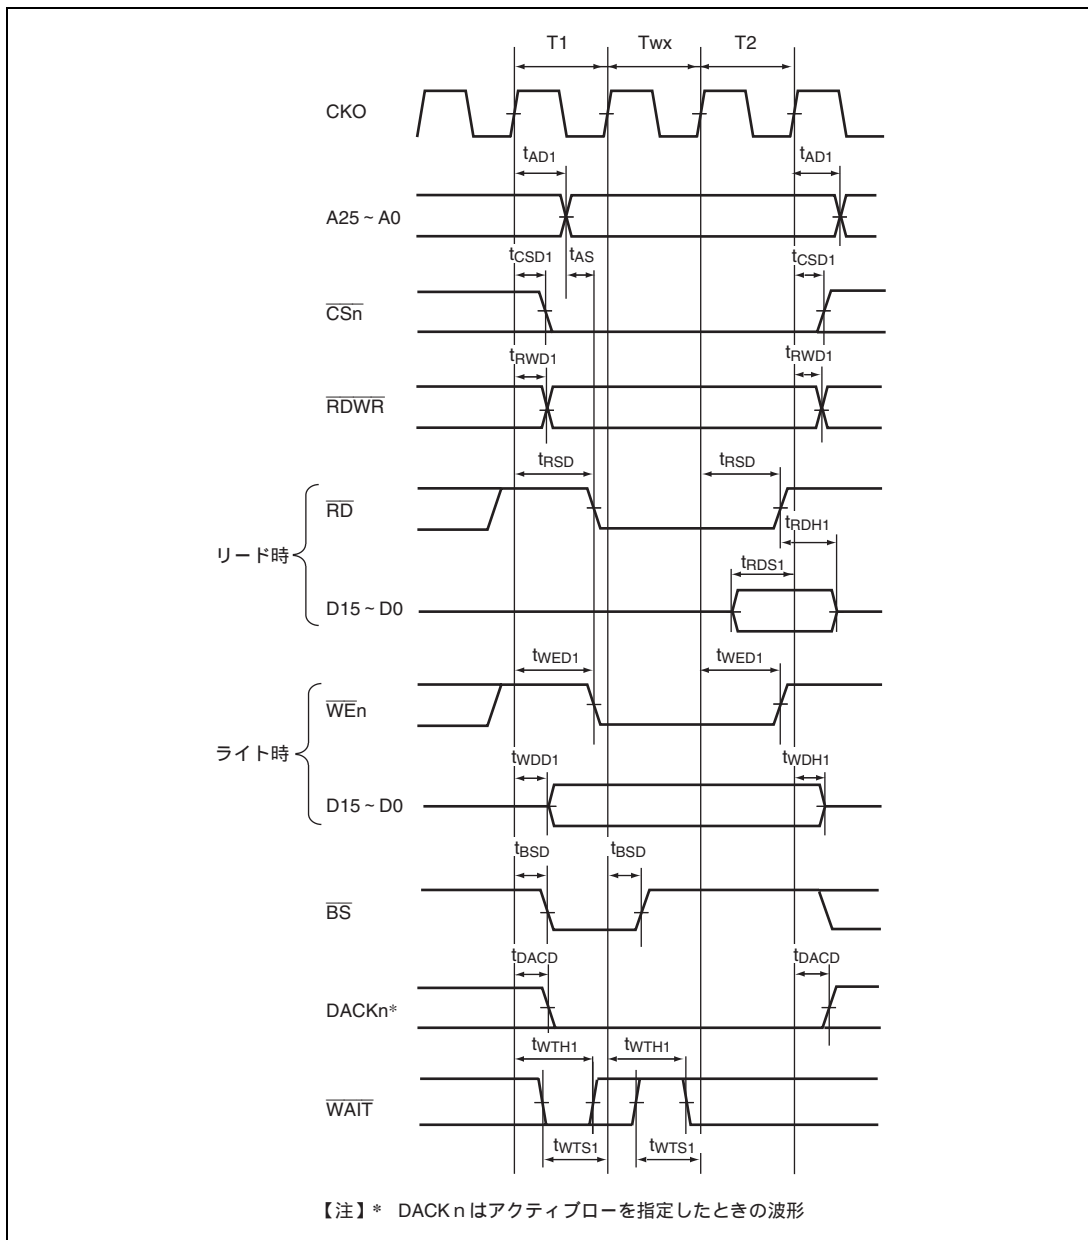 T1 Twx T2
CKO
tAD1 tAD1
A25 ~ A0
tCSD1 tAS tCSD1
CSn
tRWD1 tRWD1
RDWR
tRSD tRSD
RD
tRDH1
リード時
tRDS1
D15 ~ D0
tWED1 tWED1
WEn
ライト時
tWDD1 tWDH1
D15 ~ D0
tBSD tBSD
BS
tDACD tDACD
DACKn*
tWTH1 tWTH1
WAIT
tWTS1 tWTS1
【注】* DACK n はアクティブローを指定したときの波形